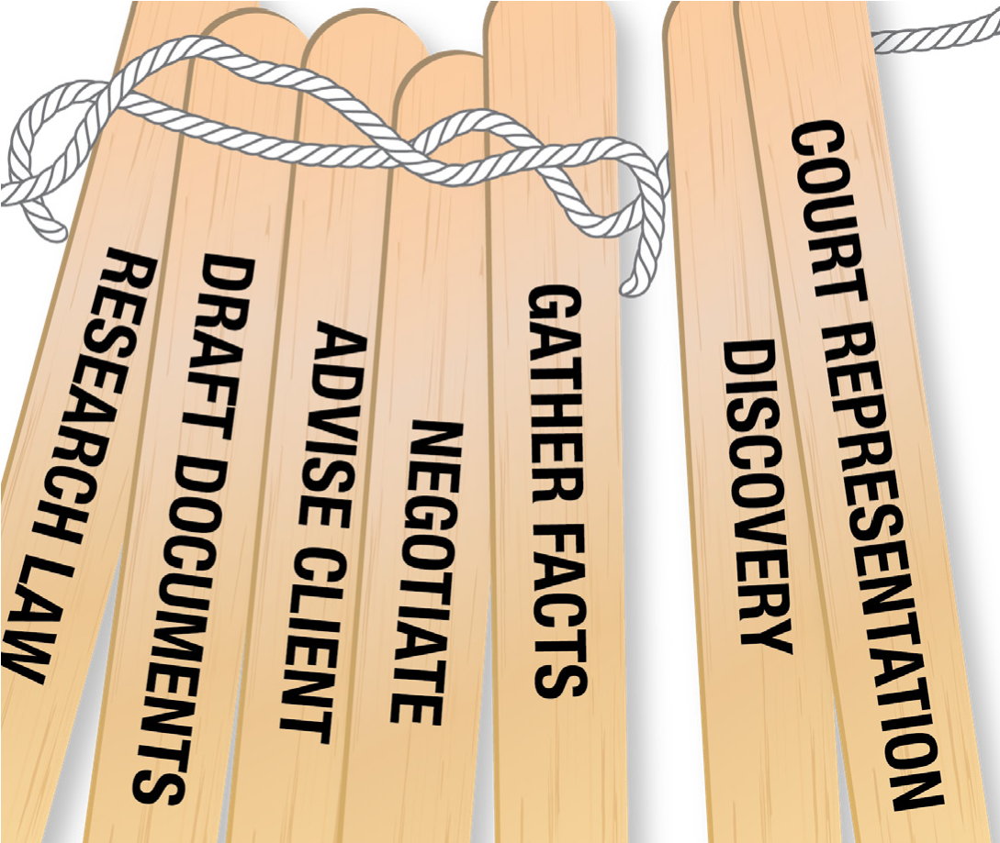 RESEARCH LAW
DRAFT DOCUMENTS
ADVISE CLIENT
NEGOTIATE
GATHER FACTS
DISCOVERY
COURT REPRESENTATION